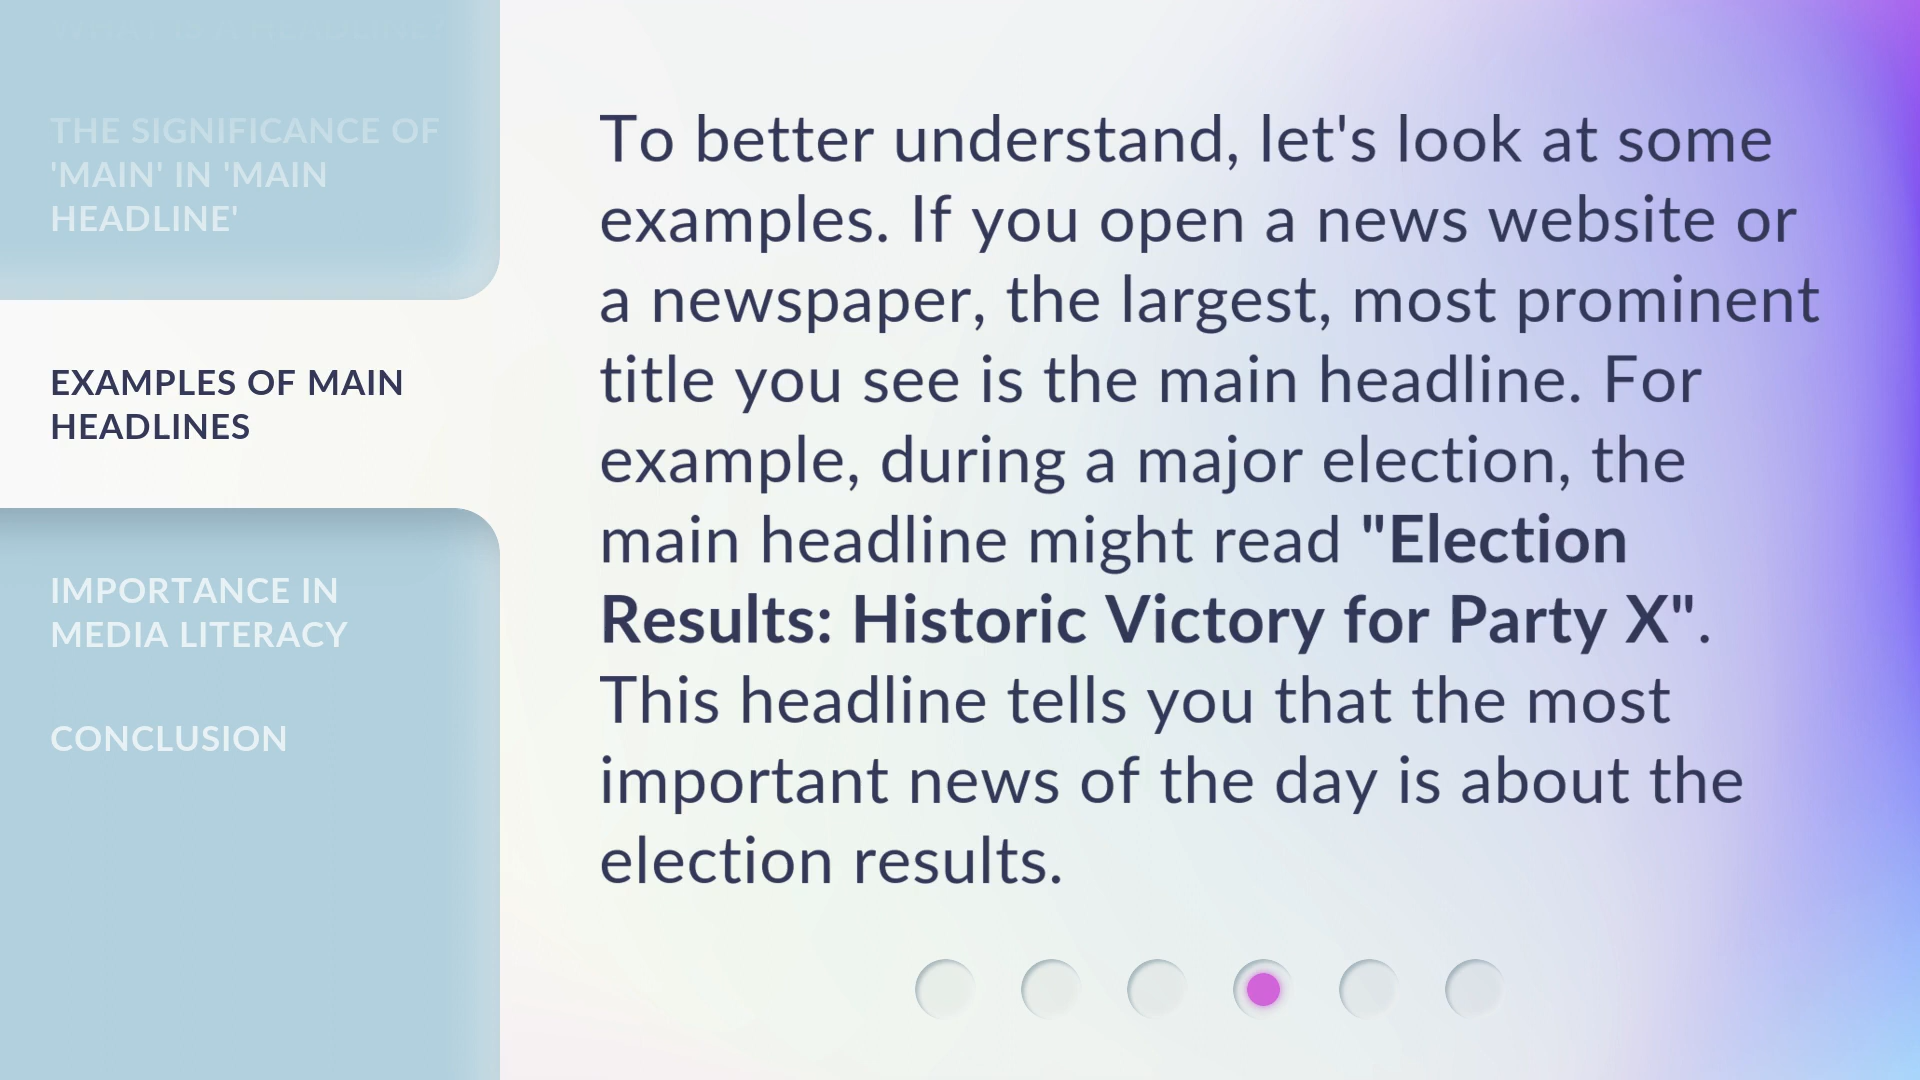 THE SIGNIFICANCE OF
'MAIN' IN 'MAIN
HEADLINE'
EXAMPLES OF MAIN
HEADLINES
IMPORTANCE IN
MEDIA LITERACY
CONCLUSION
To better understand, let's look at some
examples. If you open a news website or
a newspaper, the largest, most prominent
title you see is the main headline. For
example, during a major election, the
main headline might read "Election
Results: Historic Victory for Party X".
This headline tells you that the most
important news of the day is about the
election results.